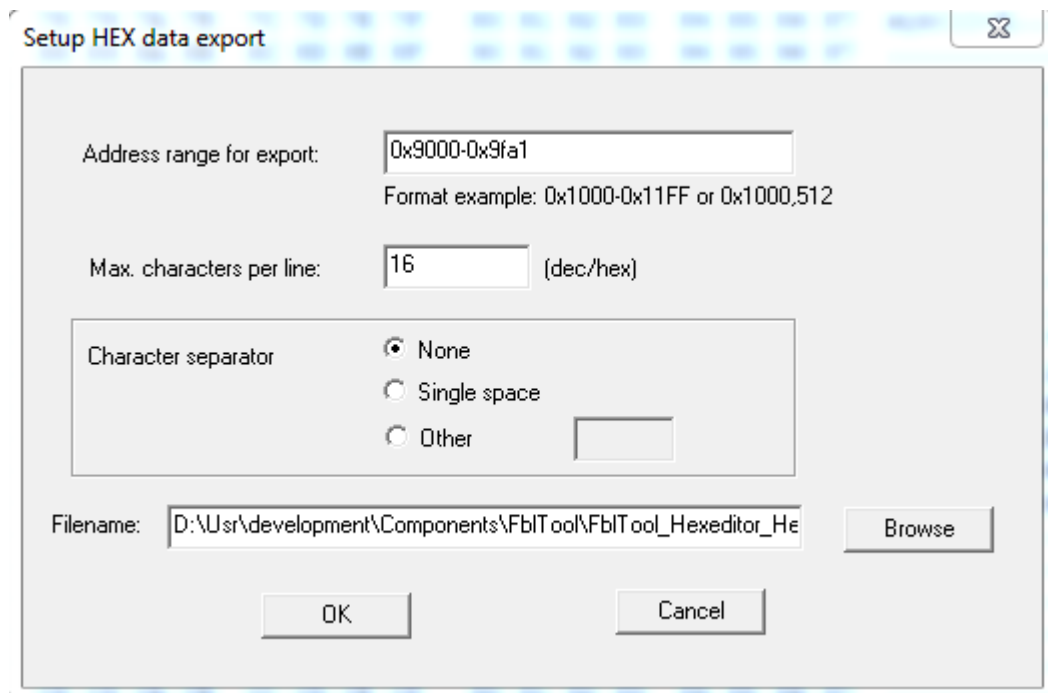 Setup HEX data export
Address range for export: 0x9000-0x9fa1
Format example: 0x1000-0x11FF or 0x1000,512
Max. characters per line: 16 (dec/hex)
Character separator
None
Single space
Other
Filename: D:\Usr\development\Components\FblTool\FblTool_Hexeditor_He Browse
OK Cancel